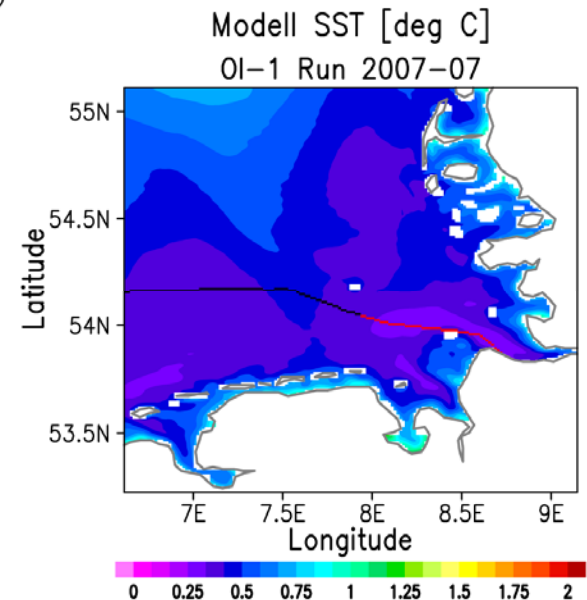 )
Modell SST [deg C]
OI-1 Run 2007-07
55N
54.5N
54N
53.5N
Latitude
7E 7.5E 8E 8.5E 9E
Longitude
0 0.25 0.5 0.75 1 1.25 1.5 1.75 2